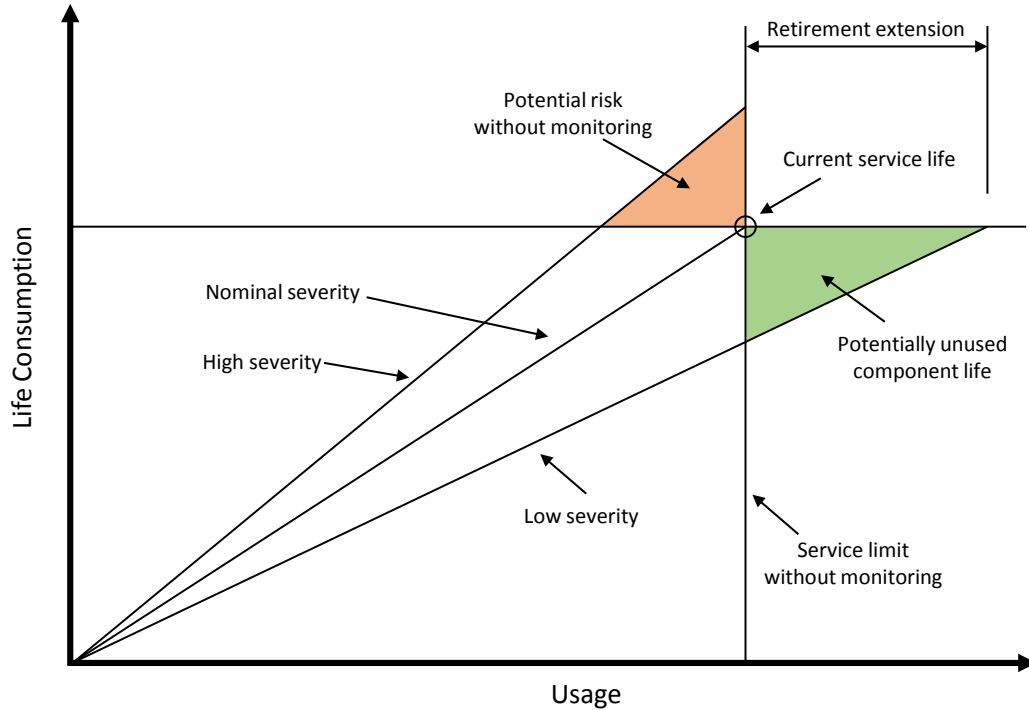 Retirement extension
Potential risk
without monitoring
Current service life
Nominal severity
High severity
Potentially unused
component life
Low severity
Service limit
without monitoring
Life Consumption
Usage